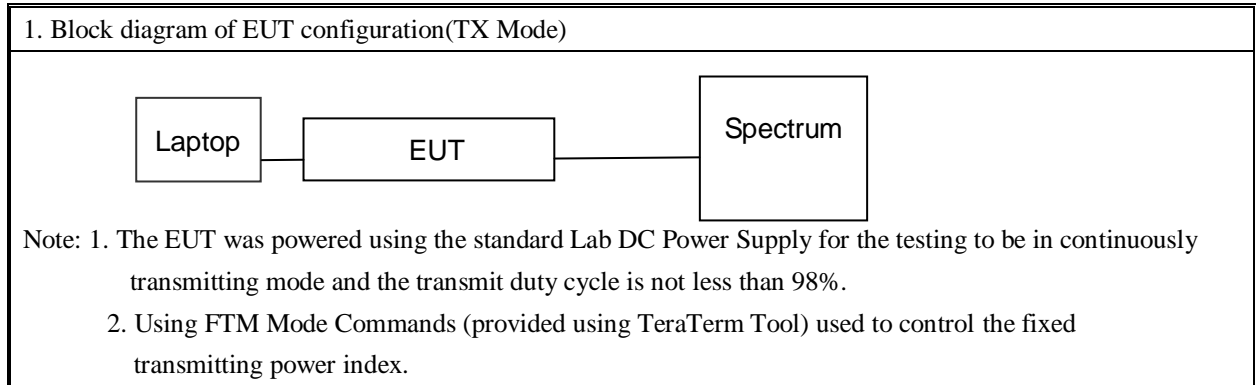 1. Block diagram of EUT configuration(TX Mode)
Laptop
EUT
Spectrum
Note: 1. The EUT was powered using the standard Lab DC Power Supply for the testing to be in continuously
transmitting mode and the transmit duty cycle is not less than 98%.
2. Using FTM Mode Commands (provided using TeraTerm Tool) used to control the fixed
transmitting power index.